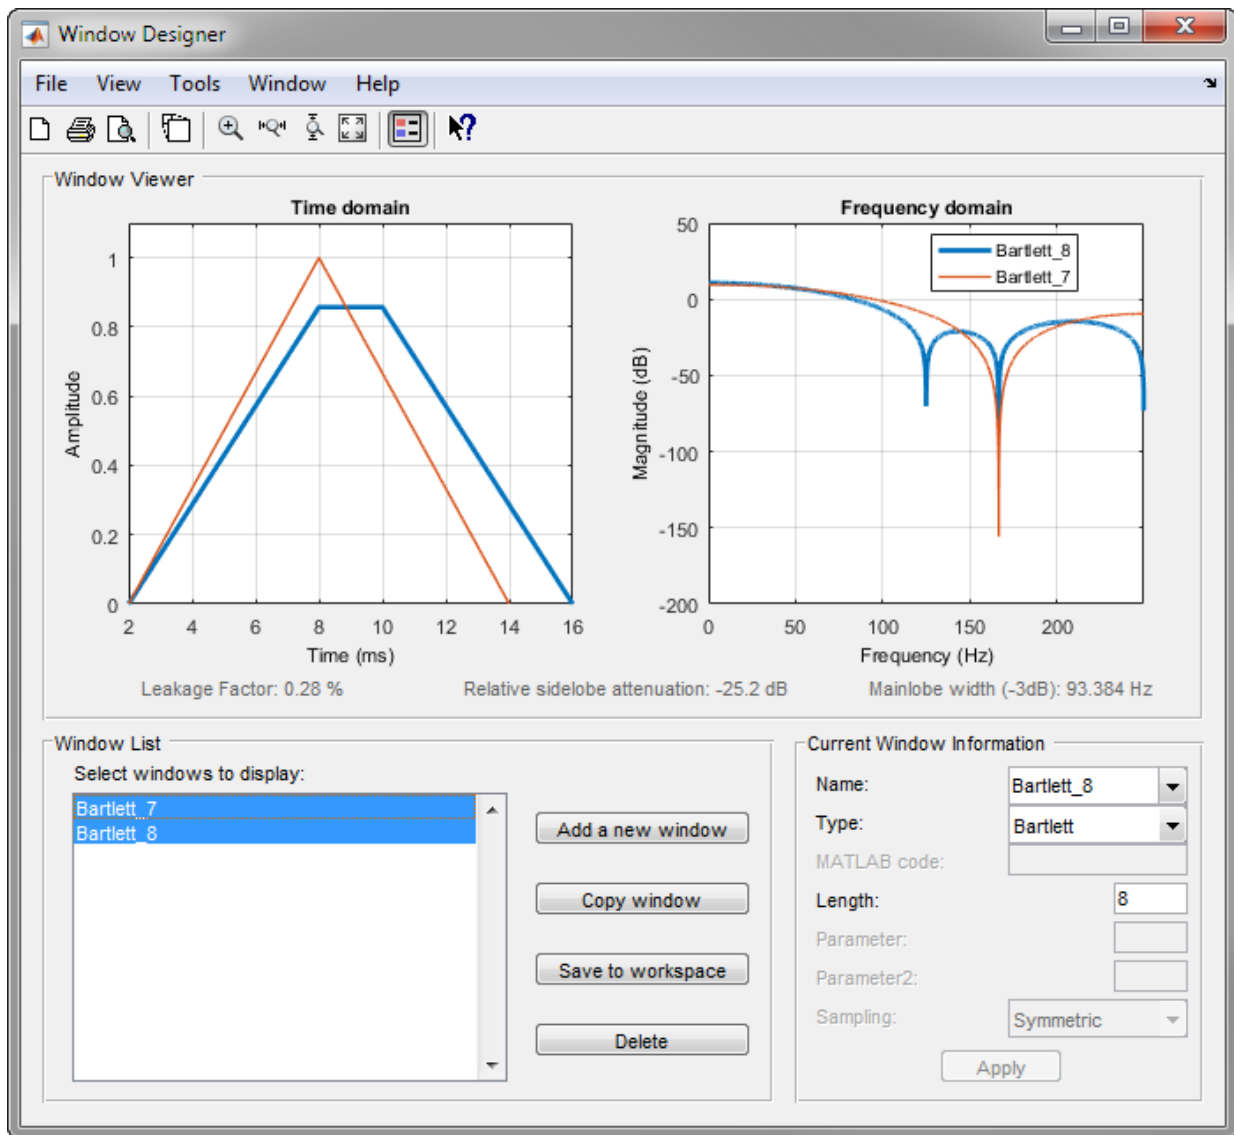 Window Designer
File View Tools Window Help
Window Viewer
Time domain
Frequency domain
1
0.8
0.6
0.4
0.2
0
Amplitude
2 4 6 8 10 12 14 16
Time (ms)
50
0
-50
-100
-150
-200
Magnitude (dB)
Bartlett_8
Bartlett_7
0 50 100 150 200
Frequency (Hz)
Leakage Factor: 0.28 % Relative sidelobe attenuation: -25.2 dB Mainlobe width (-3dB): 93.384 Hz
Window List
Select windows to display:
Bartlett_7
Bartlett_8
Add a new window
Copy window
Save to workspace
Delete
Current Window Information
Name: Bartlett_8
Type: Bartlett
MATLAB code:
Length: 8
Parameter:
Parameter2:
Sampling: Symmetric
Apply